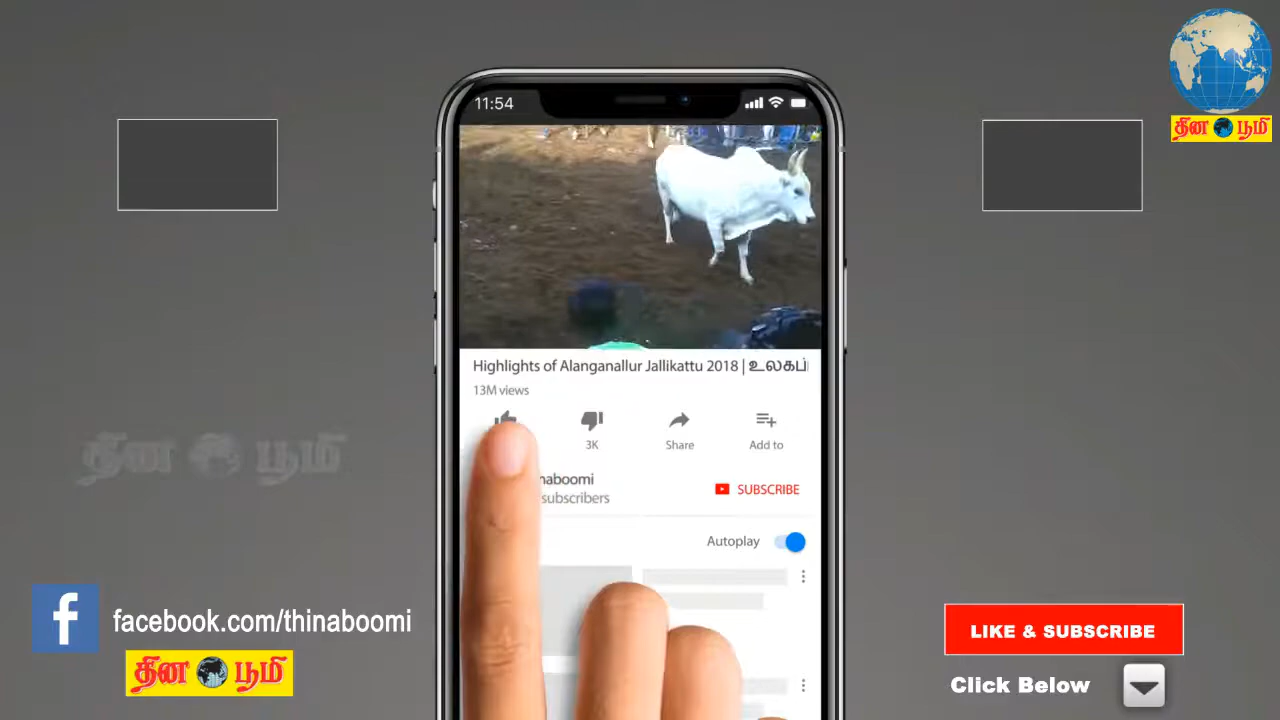 தின பூமி
11:54
Highlights of Alanganallur Jallikattu 2018 | உலகப்
13M views
3K
Share
Add to
naboomi
subscribers
SUBSCRIBE
Autoplay
தின பூமி
facebook.com/thinaboomi
தின பூமி
LIKE & SUBSCRIBE
Click Below